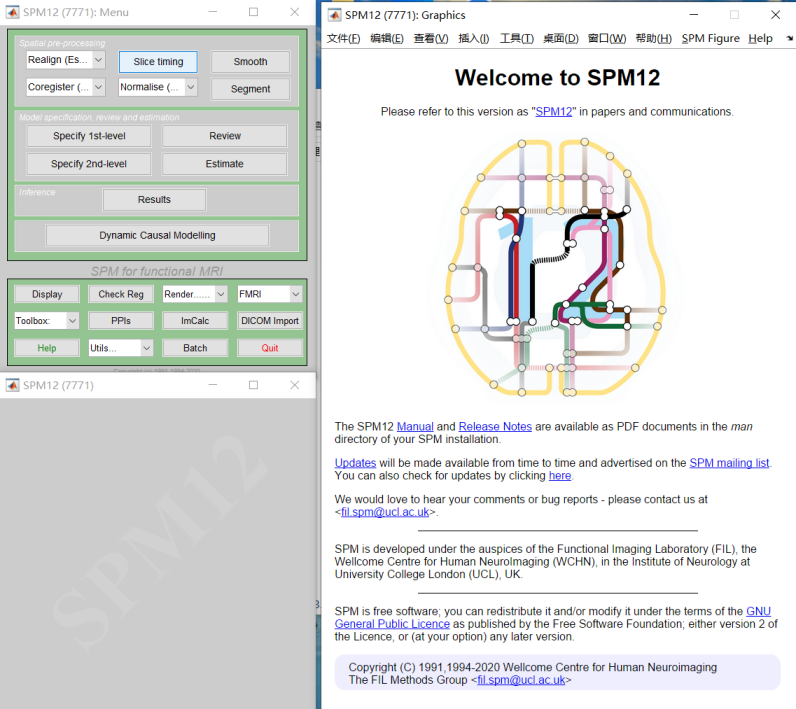 SPM12 (7771): Menu
Spatial pre-processing
Realign (Es...
Slice timing
Smooth
Coregister (...
Normalise (...
Segment
Model specification, review and estimation
Specify 1st-level
Review
Specify 2nd-level
Estimate
Inference
Results
Dynamic Causal Modelling
SPM for functional MRI
Display
Check Reg
Render......
FMRI
Toolbox:
PPIs
ImCalc
DICOM Import
Help
Utils...
Batch
Quit
SPM12 (7771)
SPM12
SPM12 (7771): Graphics
文件(F) 编辑(E) 查看(V) 插入(I) 工具(T) 桌面(D) 窗口(W) 帮助(H) SPM Figure Help
Welcome to SPM12
Please refer to this version as "SPM12" in papers and communications.
12
The SPM12 Manual and Release Notes are available as PDF documents in the man
directory of your SPM installation.
Updates will be made available from time to time and advertised on the SPM mailing list.
You can also check for updates by clicking here.
We would love to hear your comments or bug reports - please contact us at
<fil.spm@ucl.ac.uk>.
SPM is developed under the auspices of the Functional Imaging Laboratory (FIL), the
Wellcome Centre for Human NeuroImaging (WCHN), in the Institute of Neurology at
University College London (UCL), UK.
SPM is free software; you can redistribute it and/or modify it under the terms of the GNU
General Public Licence as published by the Free Software Foundation; either version 2 of
the Licence, or (at your option) any later version.
Copyright (C) 1991,1994-2020 Wellcome Centre for Human Neuroimaging
The FIL Methods Group <fil.spm@ucl.ac.uk>